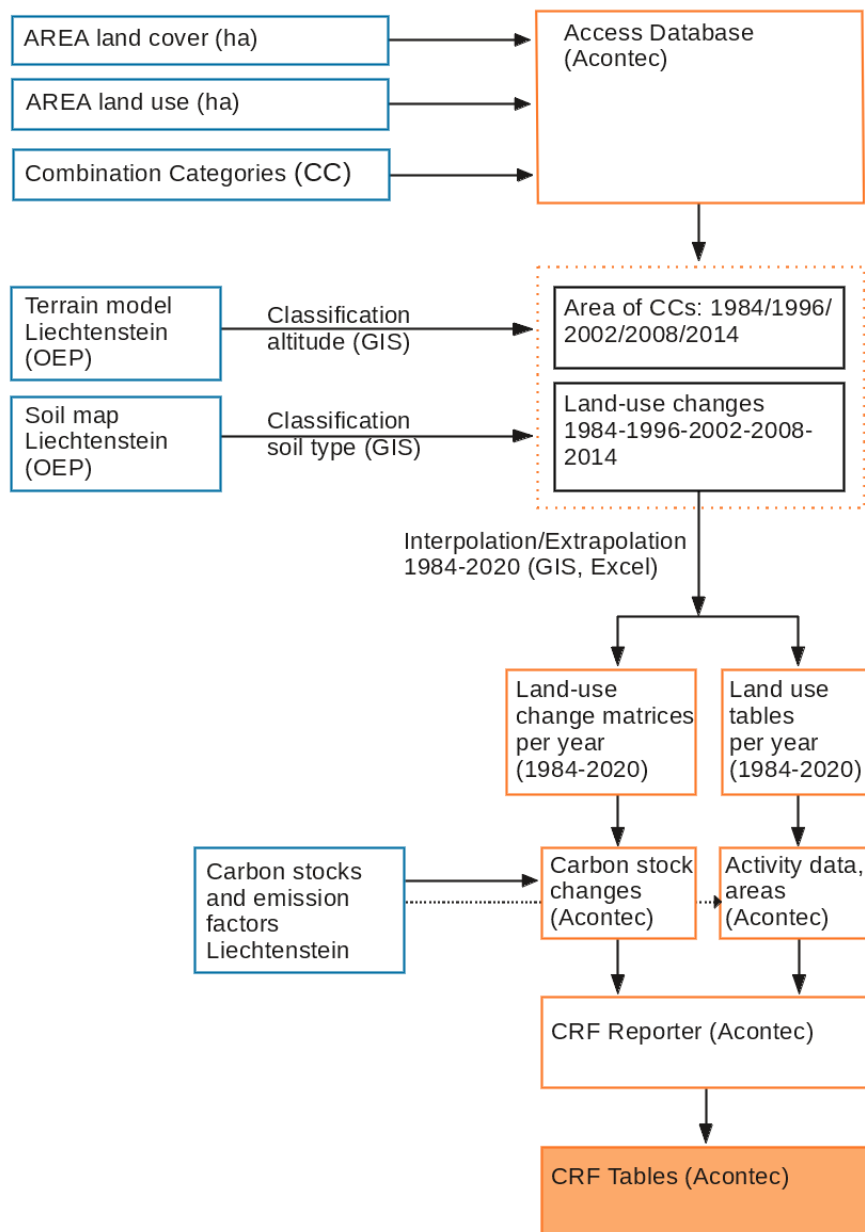 AREA land cover (ha)
Access Database
(Acontec)
AREA land use (ha)
Combination Categories (CC)
Terrain model
Liechtenstein
(OEP)
Classification
altitude (GIS)
Area of CCs: 1984/1996/
2002/2008/2014
Soil map
Liechtenstein
(OEP)
Classification
soil type (GIS)
Land-use changes
1984-1996-2002-2008-
2014
Interpolation/Extrapolation
1984-2020 (GIS, Excel)
Land-use
change matrices
per year
(1984-2020)
Land use
tables
per year
(1984-2020)
Carbon stocks
and emission
factors
Liechtenstein
Carbon stock
changes
(Acontec)
Activity data,
areas
(Acontec)
CRF Reporter (Acontec)
CRF Tables (Acontec)